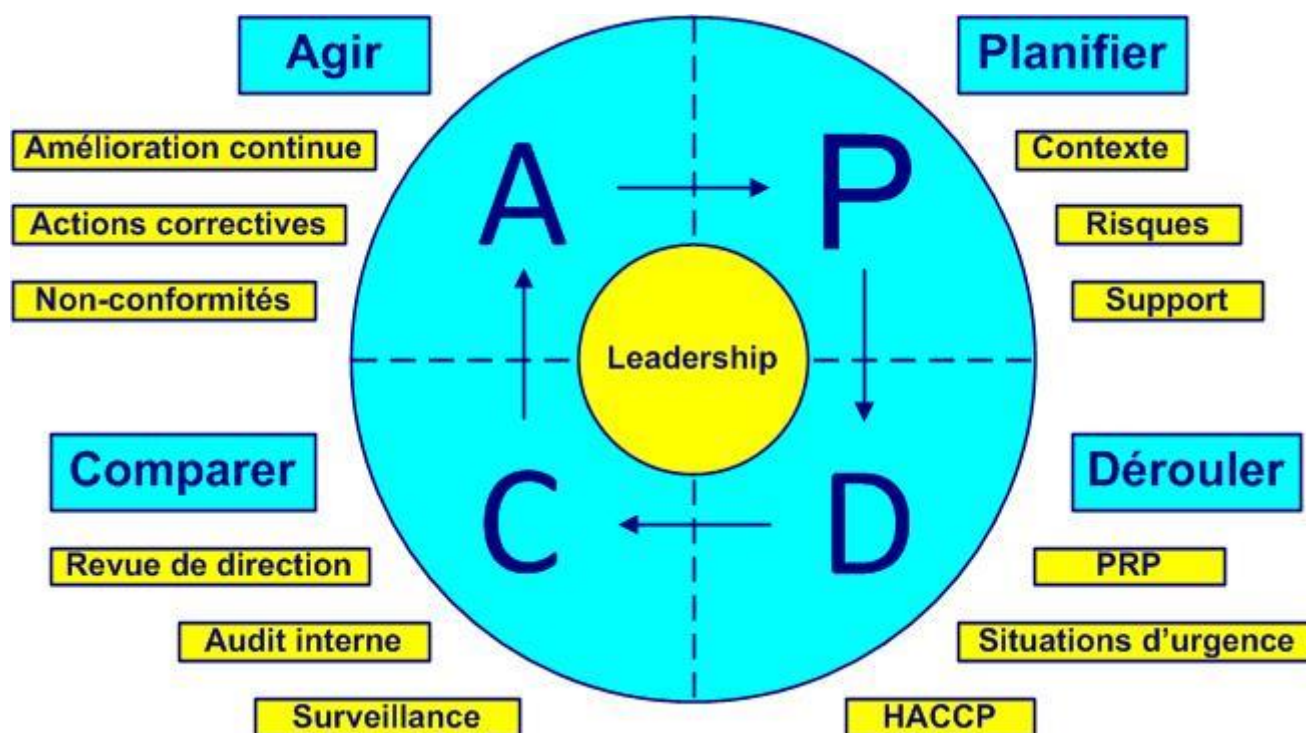 Agir
Planifier
Amélioration continue
Contexte
Actions correctives
Risques
Non-conformités
Support
A
P
Leadership
C
D
Comparer
Dérouler
Revue de direction
PRP
Audit interne
Situations d'urgence
Surveillance
HACCP